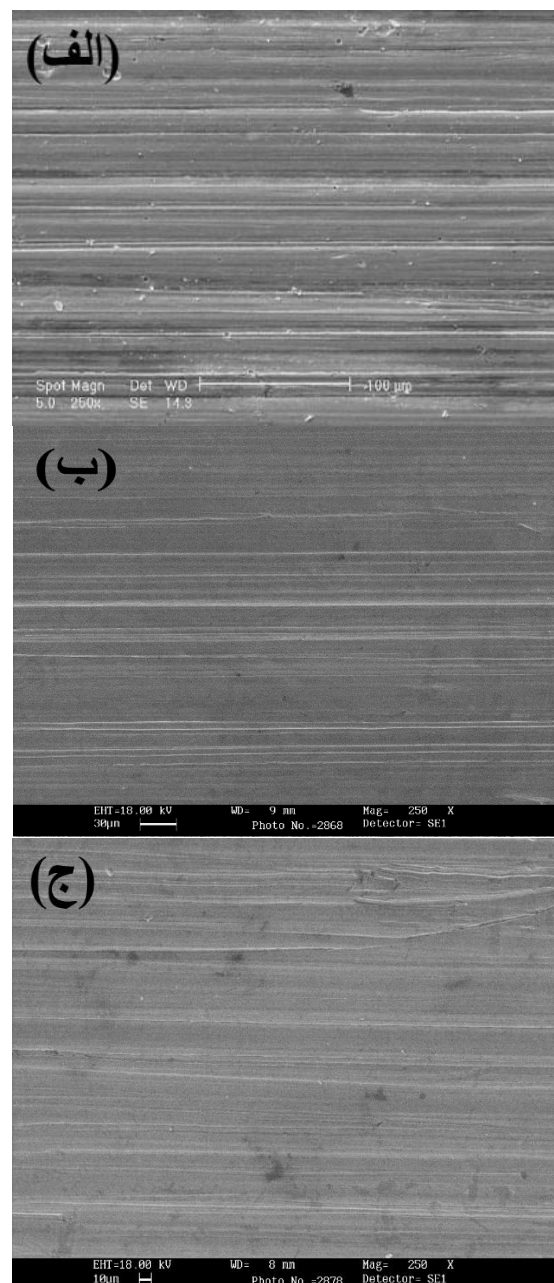 (الف)
Spot Magn Det WD 100 µm
5.0 250x SE 14.3
(ب)
EHT=18.00 kV WD= 9 mm Mag= 250 X
30µm Photo No.=2868 Detector= SE1
(ج)
EHT=18.00 kV WD= 8 mm Mag= 250 X
10µm Photo No.=2878 Detector= SE1